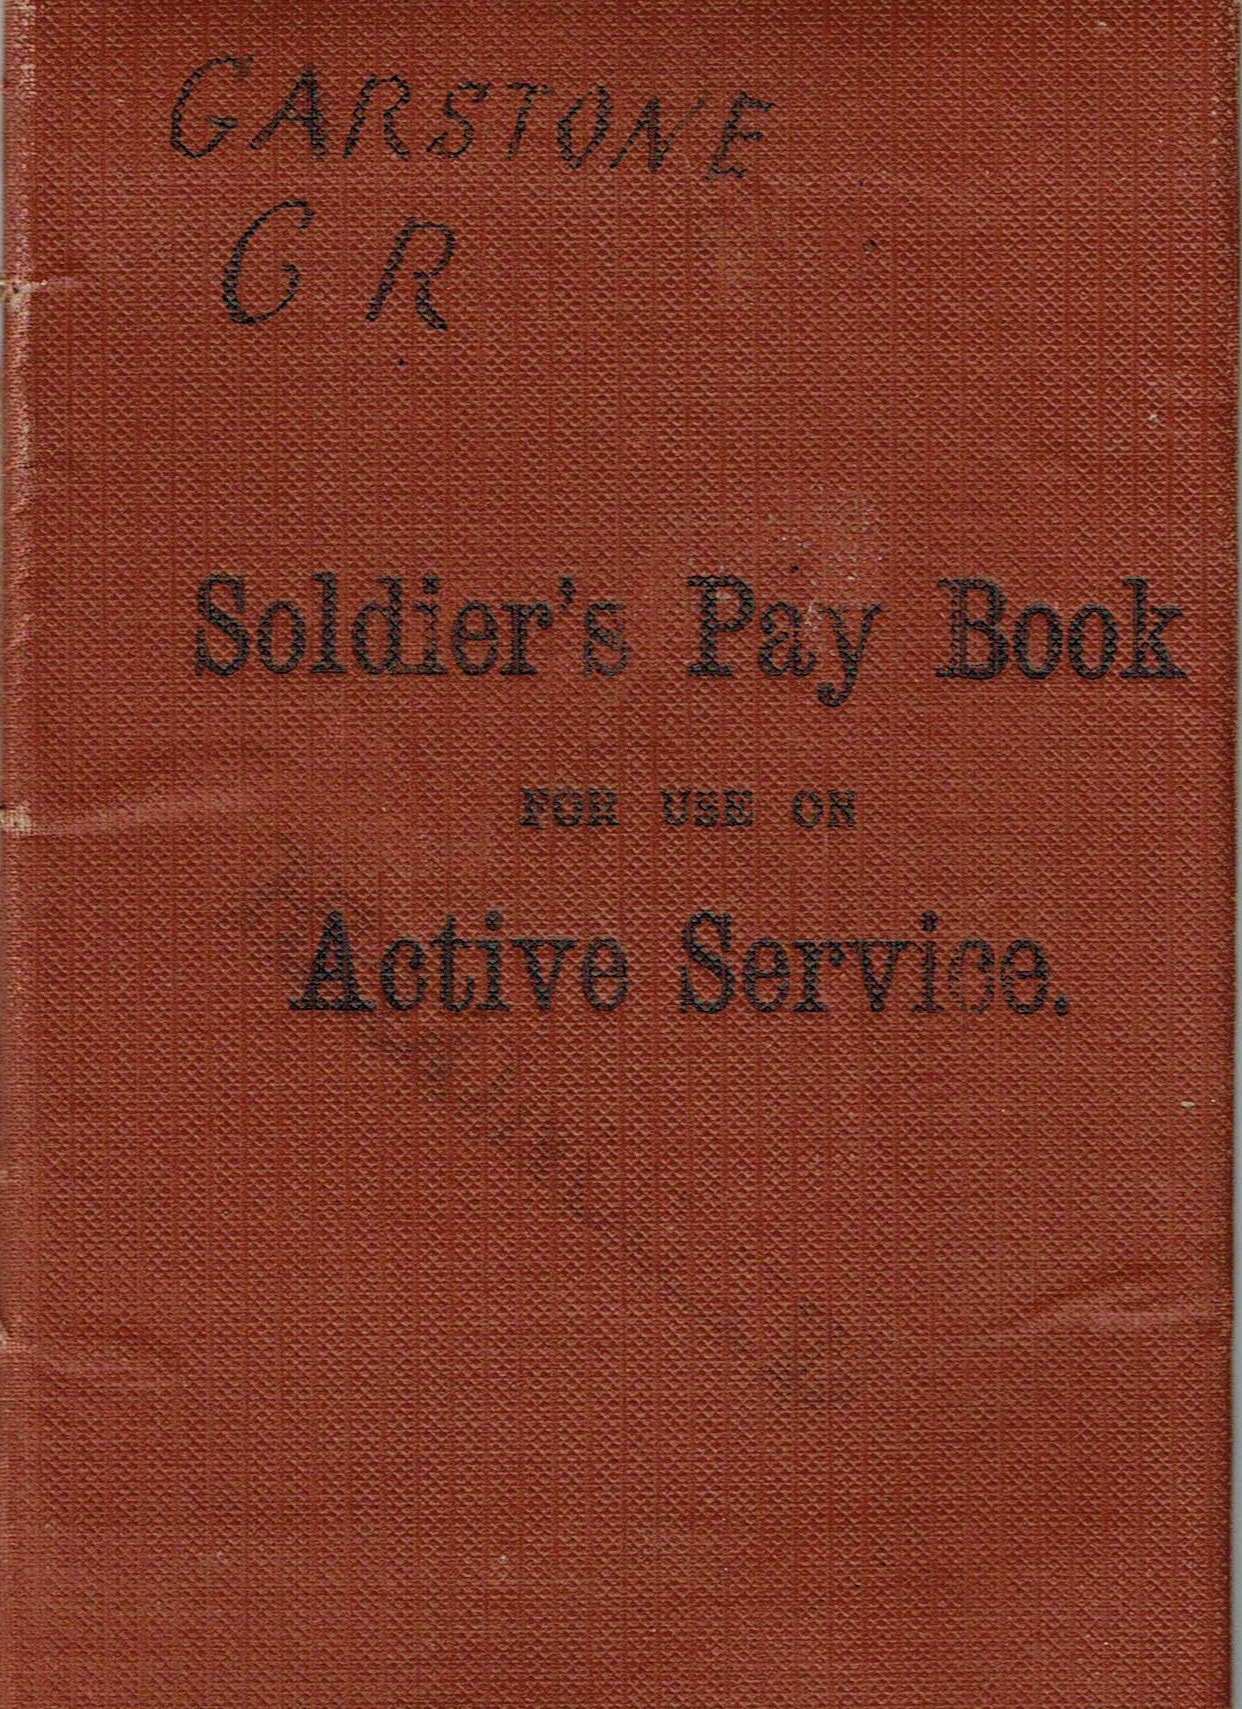 GARSTONE
G R
Soldier's Pay Book
FOR USE ON
Active Service.